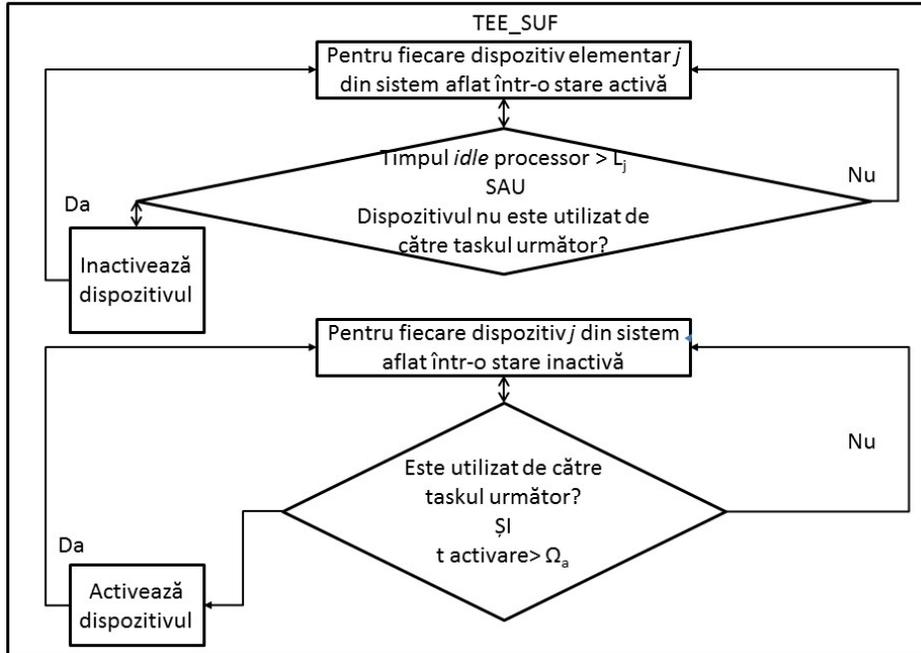 TEE_SUF
Pentru fiecare dispozitiv elementar j
din sistem aflat într-o stare activă
Timpul idle processor > Lj
SAU
Dispozitivul nu este utilizat de
către taskul următor?
Nu
Da
Inactivează
dispozitivul
Pentru fiecare dispozitiv j din sistem
aflat într-o stare inactivă
Este utilizat de către
taskul următor?
ȘI
t activare> Ωa
Nu
Da
Activează
dispozitivul